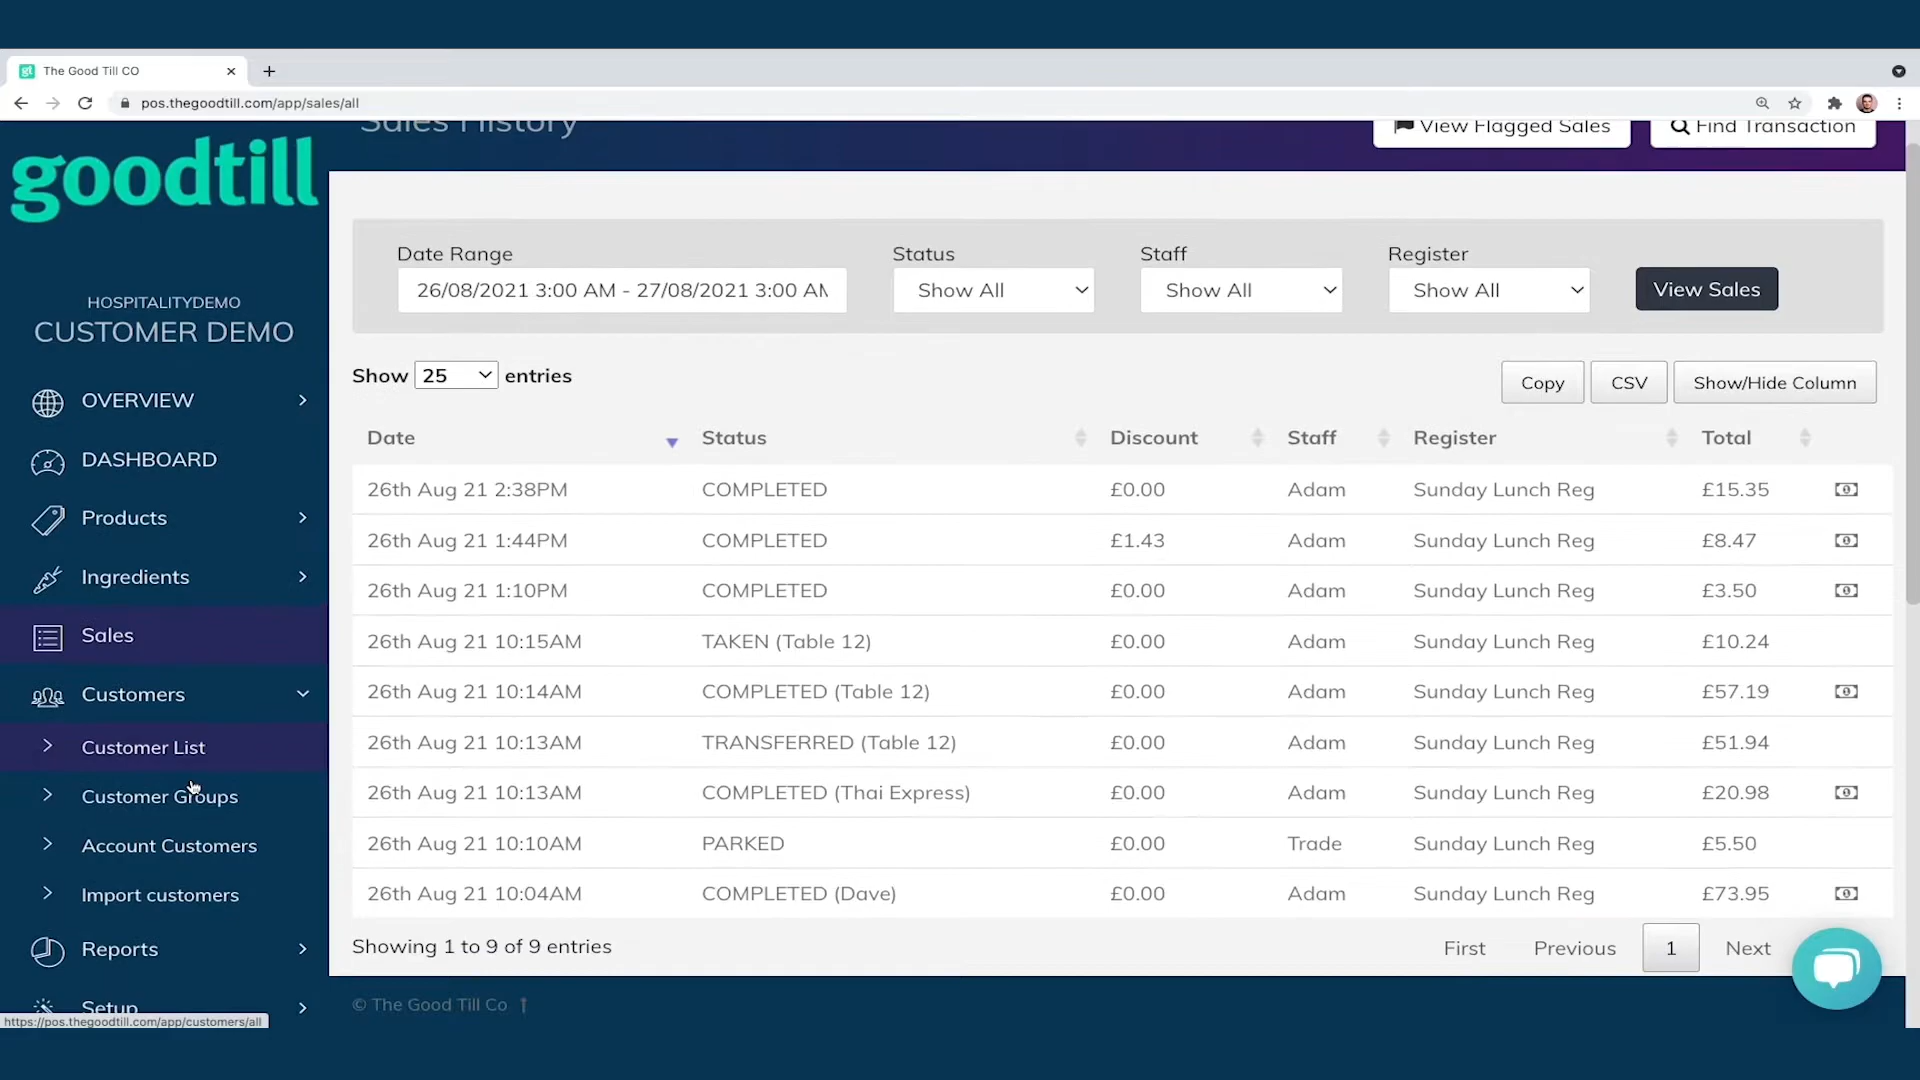 The Good Till CO
pos.thegoodtill.com/app/sales/all
goodtill
HOSPITALITYDEMO
CUSTOMER DEMO
OVERVIEW
DASHBOARD
Products
Ingredients
Sales
Customers
Customer List
Customer Groups
Account Customers
Import customers
Reports
Setup
https://pos.thegoodtill.com/app/customers/all
Sales History
View Flagged Sales
Find Transaction
Date Range Status Staff Register
26/08/2021 3:00 AM - 27/08/2021 3:00 AM Show All Show All Show All View Sales
Show 25 entries
Copy CSV Show/Hide Column
Date Status Discount Staff Register Total
26th Aug 21 2:38PM COMPLETED £0.00 Adam Sunday Lunch Reg £15.35
26th Aug 21 1:44PM COMPLETED £1.43 Adam Sunday Lunch Reg £8.47
26th Aug 21 1:10PM COMPLETED £0.00 Adam Sunday Lunch Reg £3.50
26th Aug 21 10:15AM TAKEN (Table 12) £0.00 Adam Sunday Lunch Reg £10.24
26th Aug 21 10:14AM COMPLETED (Table 12) £0.00 Adam Sunday Lunch Reg £57.19
26th Aug 21 10:13AM TRANSFERRED (Table 12) £0.00 Adam Sunday Lunch Reg £51.94
26th Aug 21 10:13AM COMPLETED (Thai Express) £0.00 Adam Sunday Lunch Reg £20.98
26th Aug 21 10:10AM PARKED £0.00 Trade Sunday Lunch Reg £5.50
26th Aug 21 10:04AM COMPLETED (Dave) £0.00 Adam Sunday Lunch Reg £73.95
Showing 1 to 9 of 9 entries
First Previous 1 Next
© The Good Till Co